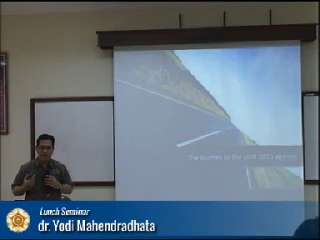 The journey to the post 2015 agenda
Lunch Seminar
dr. Yodi Mahendradhata